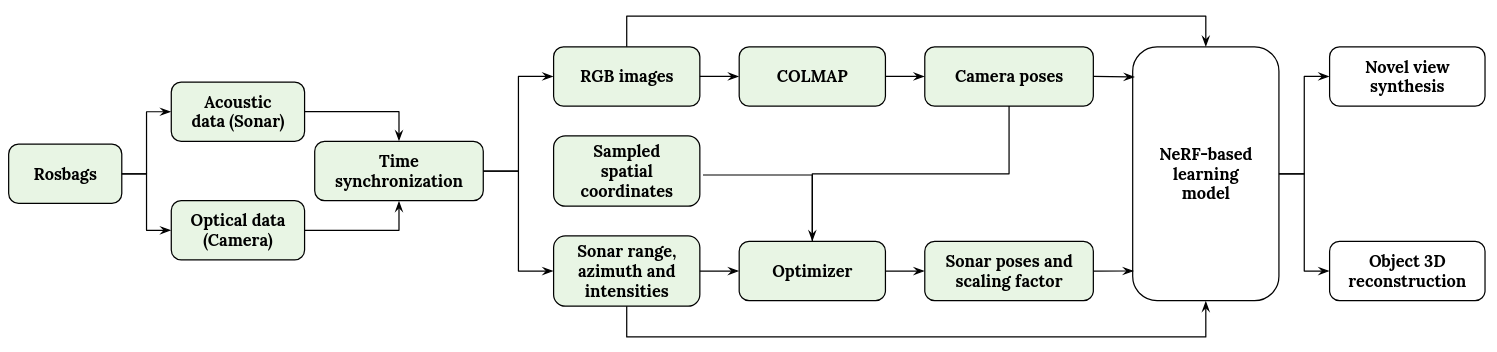 Rosbags
Acoustic
data (Sonar)
Optical data
(Camera)
Time
synchronization
RGB images
COLMAP
Camera poses
Sampled
spatial
coordinates
Sonar range,
azimuth and
intensities
Optimizer
Sonar poses and
scaling factor
NeRF-based
learning
model
Novel view
synthesis
Object 3D
reconstruction